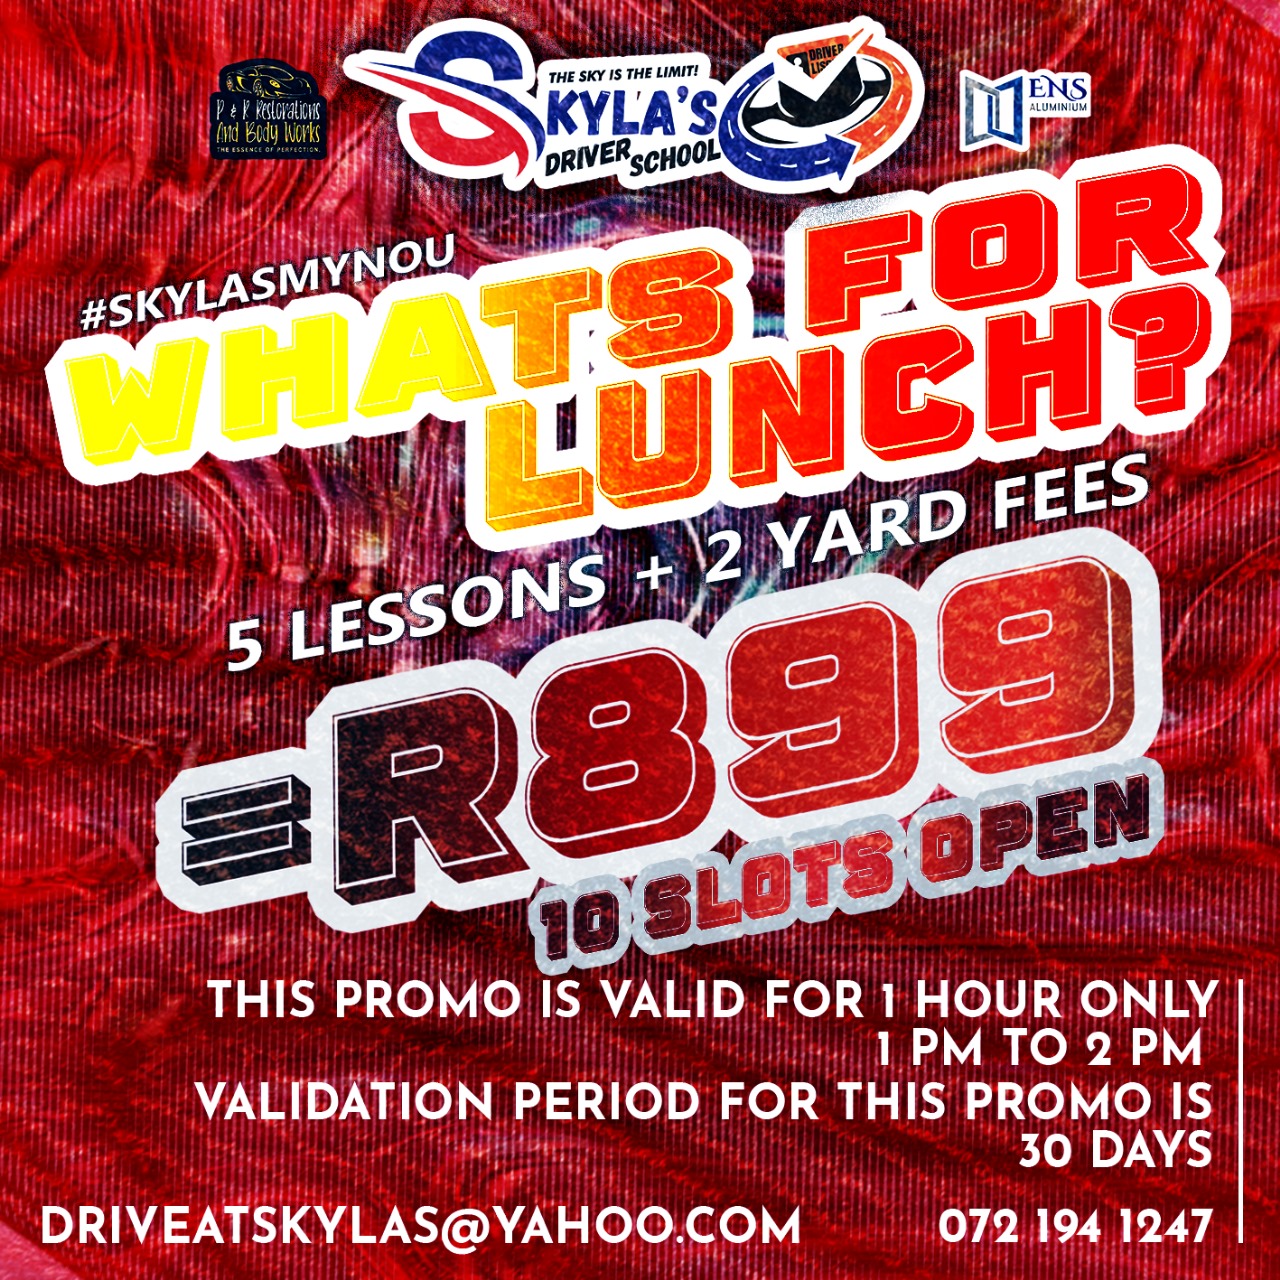 P & R Restorations
And Body Works
THE ESSENCE OF PERFECTION.
THE SKY IS THE LIMIT!
SKYLA'S
DRIVER SCHOOL
DRIVER
ENS
ALUMINIUM
#SKYLASMYNOU
WHATS FOR
LUNCH?
5 LESSONS + 2 YARD FEES
=R899
10 SLOTS OPEN
THIS PROMO IS VALID FOR 1 HOUR ONLY
1 PM TO 2 PM
VALIDATION PERIOD FOR THIS PROMO IS
30 DAYS
DRIVEATSKYLAS@YAHOO.COM
072 194 1247